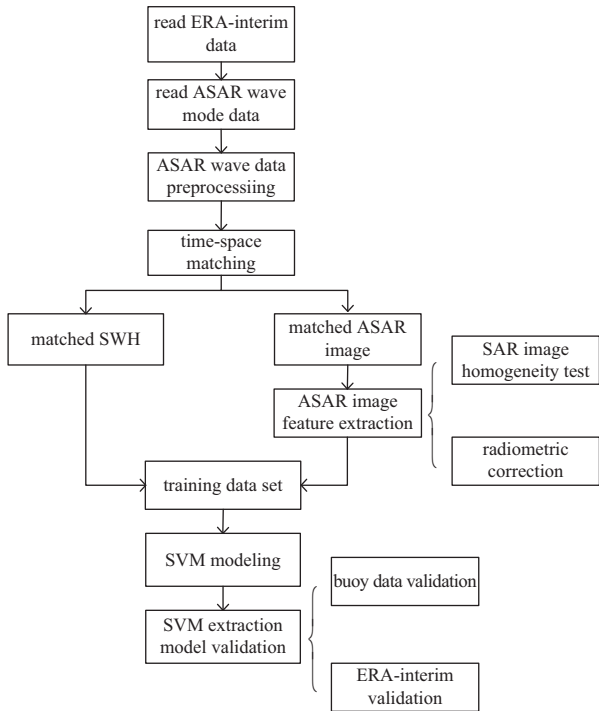 read ERA-interim
data
read ASAR wave
mode data
ASAR wave data
preprocessiing
time-space
matching
matched SWH
matched ASAR
image
SAR image
homogeneity test
ASAR image
feature extraction
radiometric
correction
training data set
SVM modeling
buoy data validation
SVM extraction
model validation
ERA-interim
validation